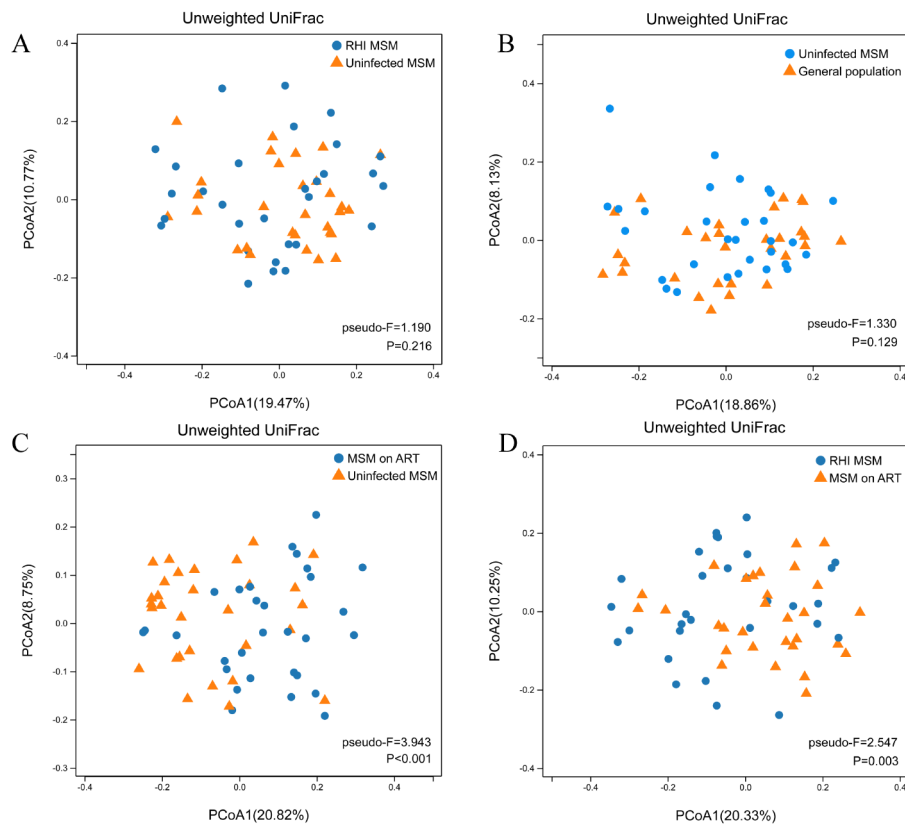 A
Unweighted UniFrac
RHI MSM
Uninfected MSM
0.4
0.2
0.0
-0.2
-0.4
PCoA2(10.77%)
pseudo-F=1.190
P=0.216
-0.4
-0.2
0.0
0.2
0.4
PCoA1(19.47%)
B
Unweighted UniFrac
Uninfected MSM
General population
0.4
0.2
0.0
-0.2
PCoA2(8.13%)
pseudo-F=1.330
P=0.129
-0.4
-0.2
0.0
0.2
0.4
PCoA1(18.86%)
C
Unweighted UniFrac
MSM on ART
Uninfected MSM
0.3
0.2
0.1
0.0
-0.1
-0.2
-0.3
PCoA2(8.75%)
pseudo-F=3.943
P<0.001
-0.4
-0.2
0.0
0.2
0.4
PCoA1(20.82%)
D
Unweighted UniFrac
RHI MSM
MSM on ART
0.4
0.2
0.0
-0.2
-0.4
PCoA2(10.25%)
pseudo-F=2.547
P=0.003
-0.4
-0.2
0.0
0.2
0.4
PCoA1(20.33%)